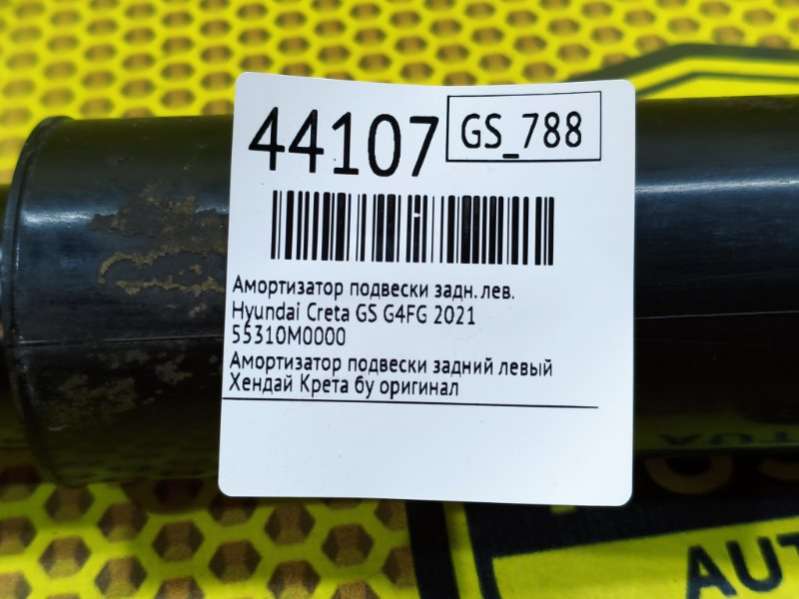 44107
GS_788
Амортизатор подвески задн. лев.
Hyundai Creta GS G4FG 2021
55310M0000
Амортизатор подвески задний левый
Хендай Крета бу оригинал
AUT